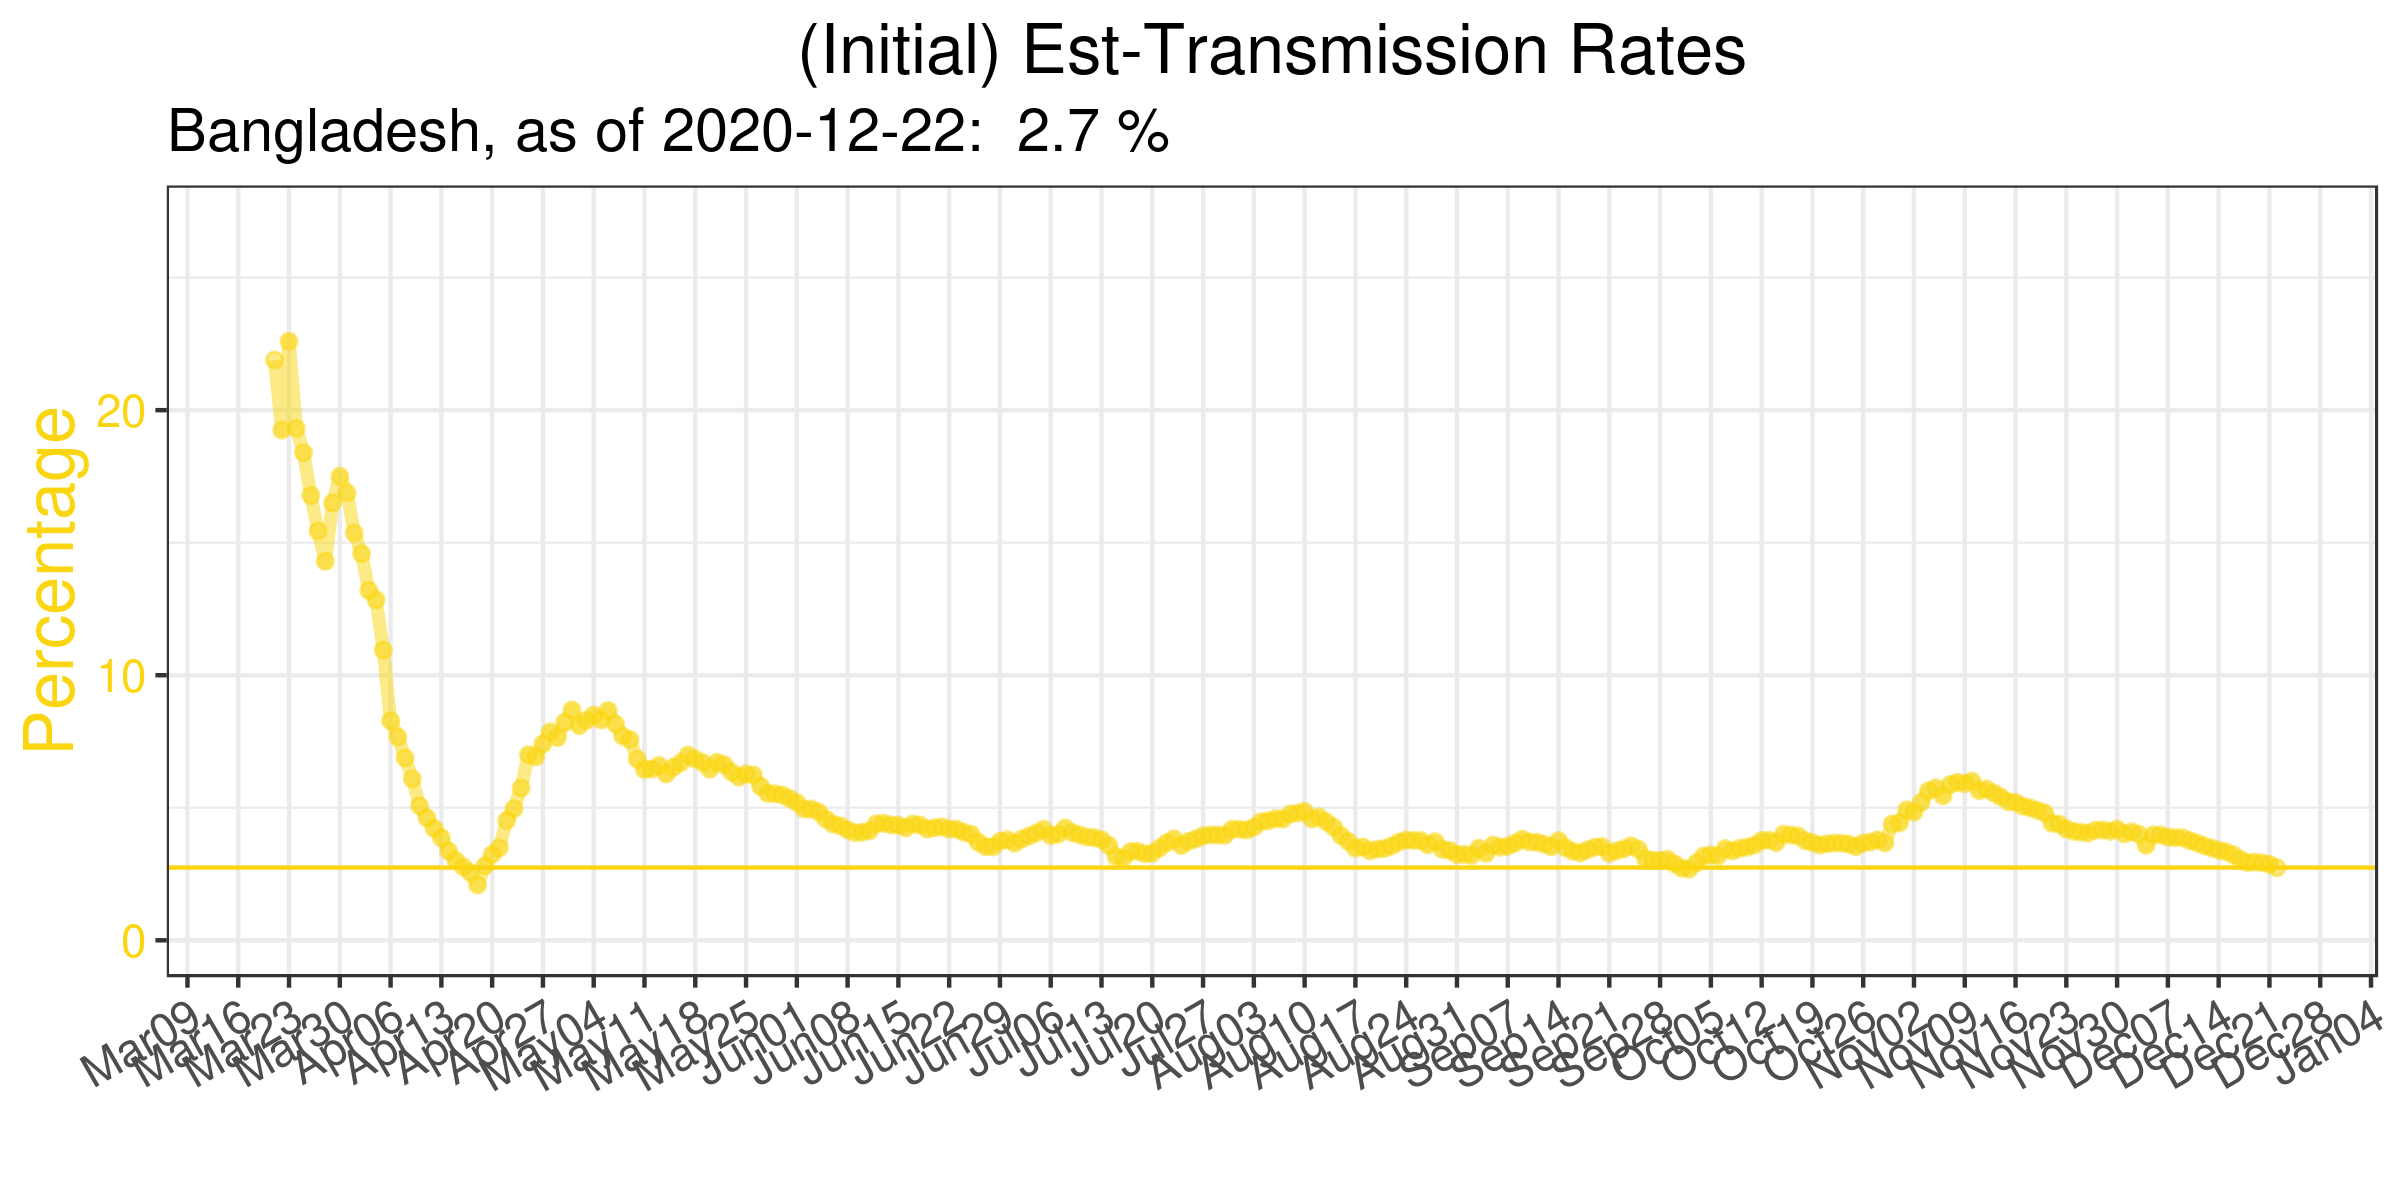 (Initial) Est-Transmission Rates
Bangladesh, as of 2020-12-22:  2.7 %
Percentage
20
10
0
Mar09
Mar16
Mar23
Mar30
Apr06
Apr13
Apr20
Apr27
May04
May11
May18
May25
Jun01
Jun08
Jun15
Jun22
Jun29
Jul06
Jul13
Jul20
Jul27
Aug03
Aug10
Aug17
Aug24
Aug31
Sep07
Sep14
Sep21
Sep28
Oct05
Oct12
Oct19
Oct26
Nov02
Nov09
Nov16
Nov23
Nov30
Dec07
Dec14
Dec21
Dec28
Jan04